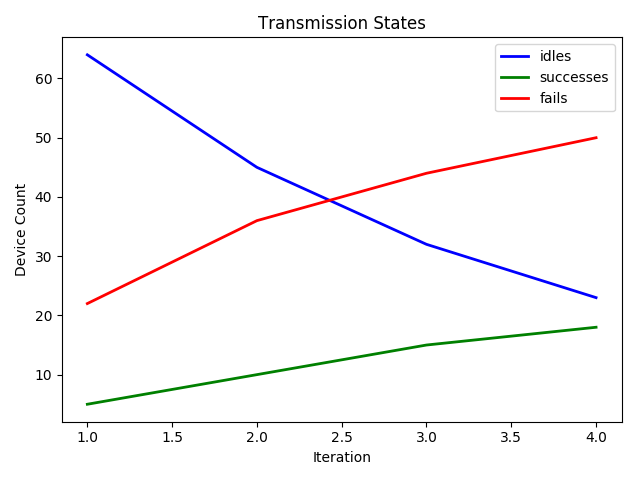 Transmission States
idles
successes
fails
Device Count
60
50
40
30
20
10
1.0 1.5 2.0 2.5 3.0 3.5 4.0
Iteration